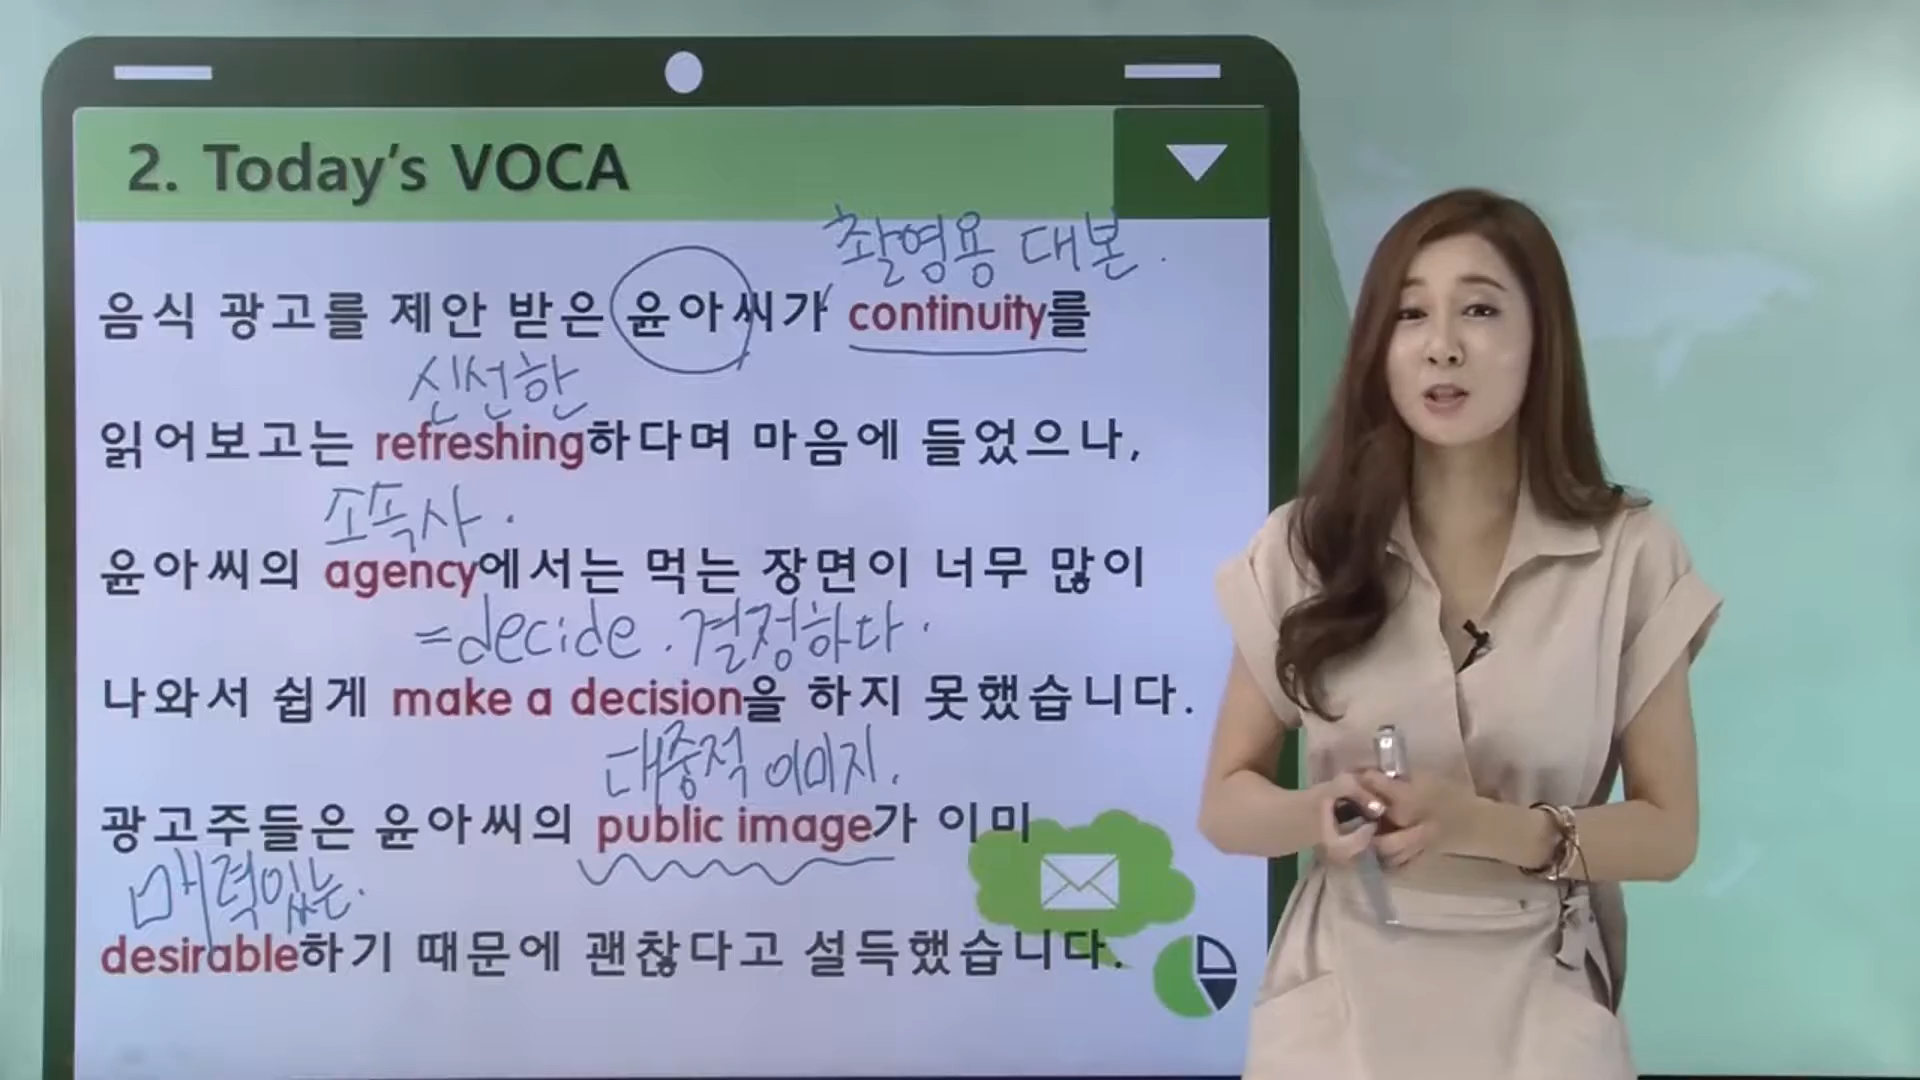 2. Today's VOCA
촬영용 대본.
음식 광고를 제안 받은 윤아씨가 continuity를
신선한
읽어보고는 refreshing하다며 마음에 들었으나,
소속사.
윤아씨의 agency에서는 먹는 장면이 너무 많이
=decide. 결정하다.
나와서 쉽게 make a decision을 하지 못했습니다.
대중적 이미지.
광고주들은 윤아씨의 public image가 이미
매력있는.
desirable하기 때문에 괜찮다고 설득했습니다.